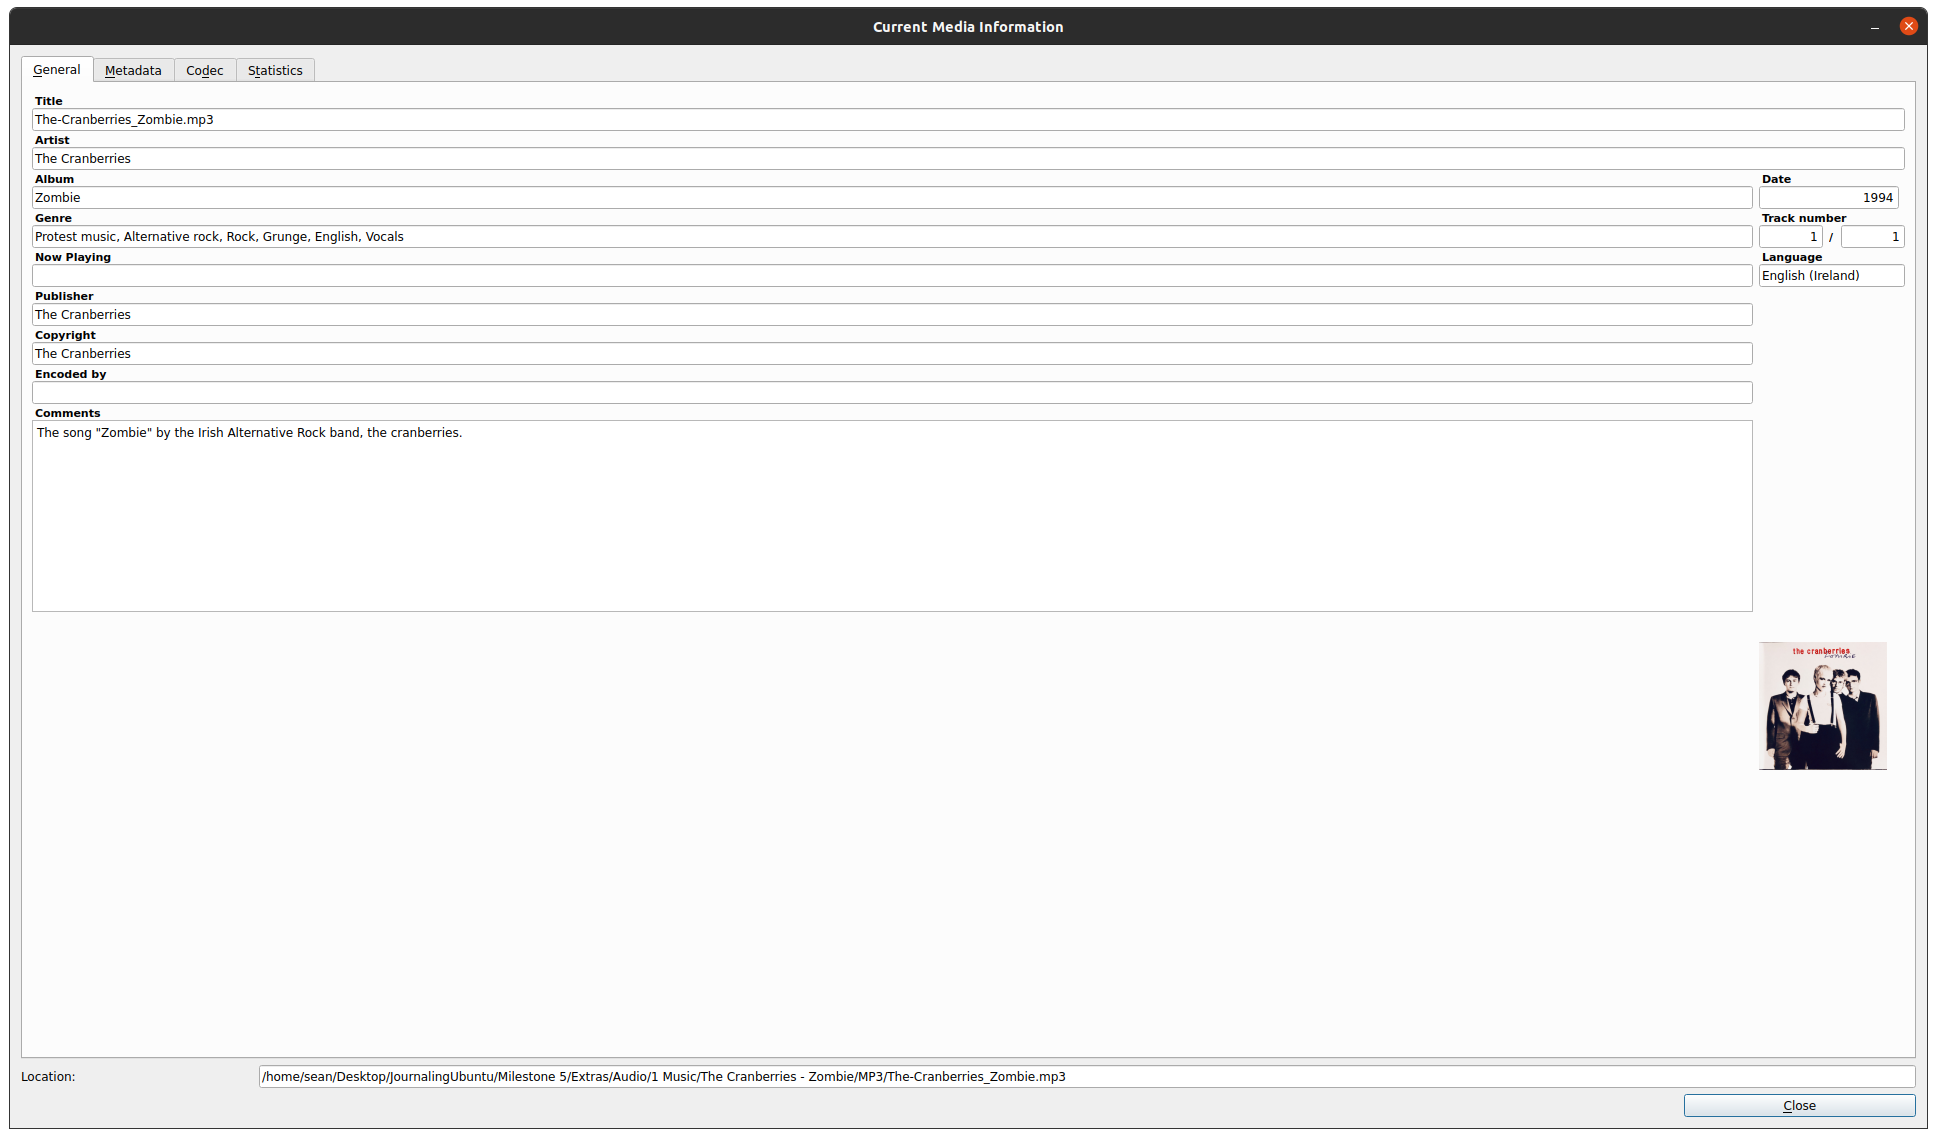 Current Media Information
General Metadata Codec Statistics
Title
The-Cranberries_Zombie.mp3
Artist
The Cranberries
Album Date
Zombie 1994
Genre Track number
Protest music, Alternative rock, Rock, Grunge, English, Vocals 1 / 1
Now Playing Language
English (Ireland)
Publisher
The Cranberries
Copyright
The Cranberries
Encoded by
Comments
The song "Zombie" by the Irish Alternative Rock band, the cranberries.
the cranberries
zombie
Location: /home/sean/Desktop/JournalingUbuntu/Milestone 5/Extras/Audio/1 Music/The Cranberries - Zombie/MP3/The-Cranberries_Zombie.mp3
Close